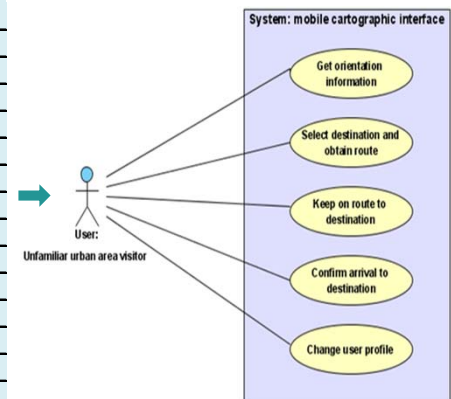 System: mobile cartographic interface
Get orientation
information
Select destination and
obtain route
Keep on route to
destination
User:
Unfamiliar urban area visitor
Confirm arrival to
destination
Change user profile